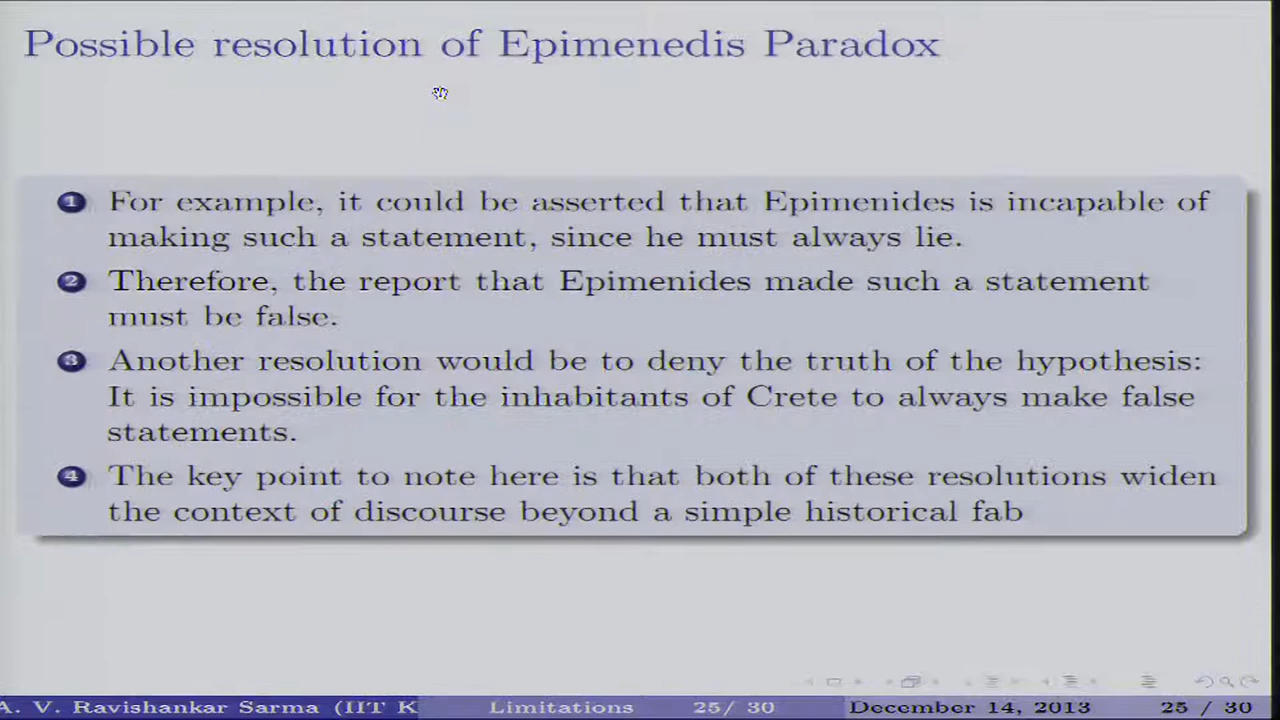 Possible resolution of Epimenedis Paradox
1 For example, it could be asserted that Epimenides is incapable of
making such a statement, since he must always lie.
2 Therefore, the report that Epimenides made such a statement
must be false.
3 Another resolution would be to deny the truth of the hypothesis:
It is impossible for the inhabitants of Crete to always make false
statements.
4 The key point to note here is that both of these resolutions widen
the context of discourse beyond a simple historical fab
A. V. Ravishankar Sarma (IIT K Limitations 25/ 30 December 14, 2013 25 / 30